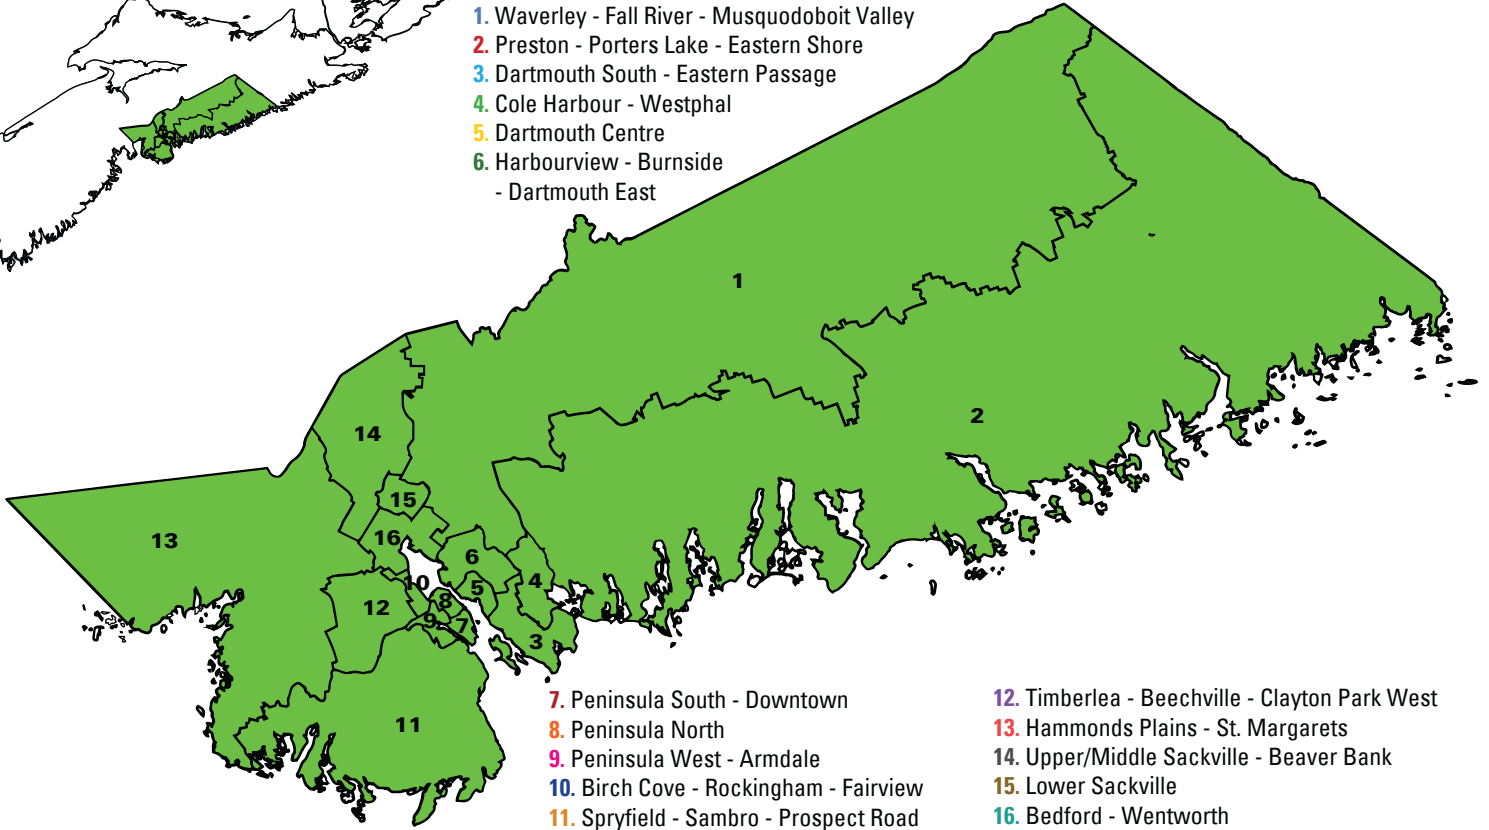 1. Waverley - Fall River - Musquodoboit Valley
2. Preston - Porters Lake - Eastern Shore
3. Dartmouth South - Eastern Passage
4. Cole Harbour - Westphal
5. Dartmouth Centre
6. Harbourview - Burnside
- Dartmouth East
1
2
14
15
13
16
6
10
5
4
8
12
9
7
3
11
7. Peninsula South - Downtown
8. Peninsula North
9. Peninsula West - Armdale
10. Birch Cove - Rockingham - Fairview
11. Spryfield - Sambro - Prospect Road
12. Timberlea - Beechville - Clayton Park West
13. Hammonds Plains - St. Margarets
14. Upper/Middle Sackville - Beaver Bank
15. Lower Sackville
16. Bedford - Wentworth